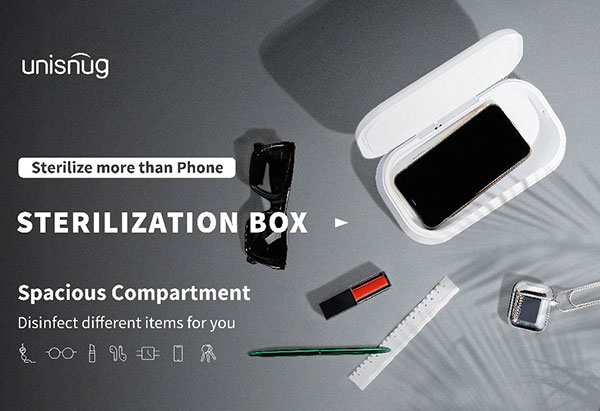 unisnug
Sterilize more than Phone
STERILIZATION BOX
Spacious Compartment
Disinfect different items for you